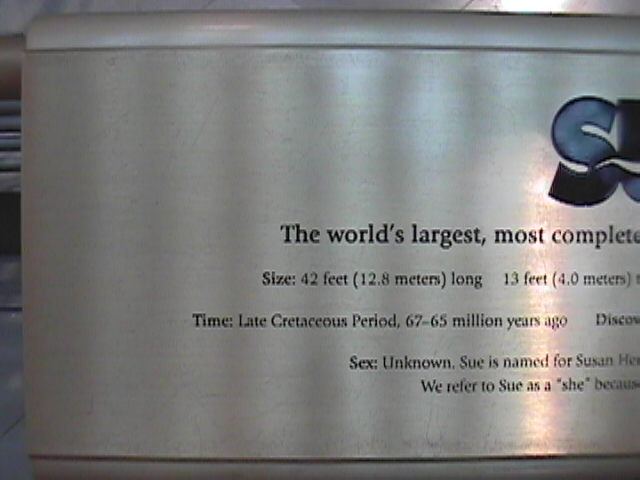 The world's largest, most complete
Size: 42 feet (12.8 meters) long 13 feet (4.0 meters)
Time: Late Cretaceous Period, 67–65 million years ago
Sex: Unknown. Sue is named for Susan
We refer to Sue as a "she"